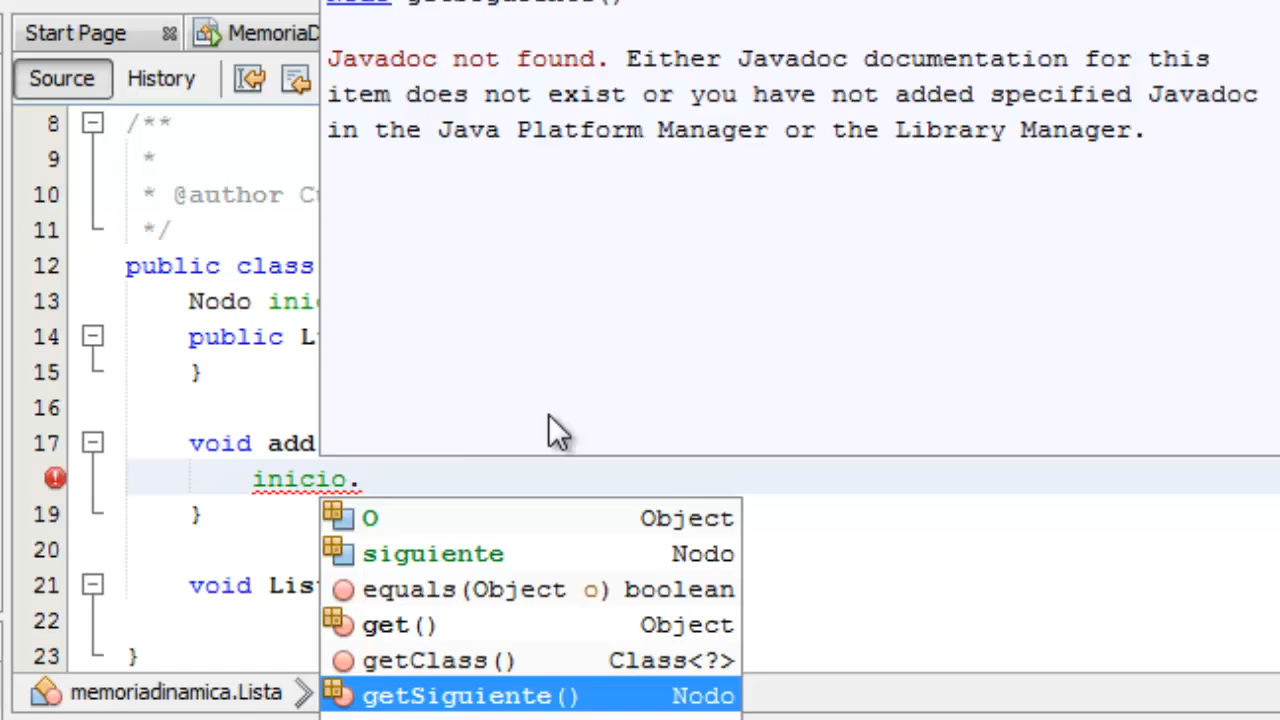 Start Page MemoriaD
Source History
Javadoc not found. Either Javadoc documentation for this
item does not exist or you have not added specified Javadoc
in the Java Platform Manager or the Library Manager.
8 /**
9 *
10 * @author
11 */
12 public class
13 Nodo ini
14 public L
15 }
16
17 void add
inicio.
19 }
20
21 void Lis
22
23 }
O Object
siguiente Nodo
equals(Object o) boolean
get() Object
getClass() Class<?>
getSiguiente() Nodo
memoriadinamica.Lista